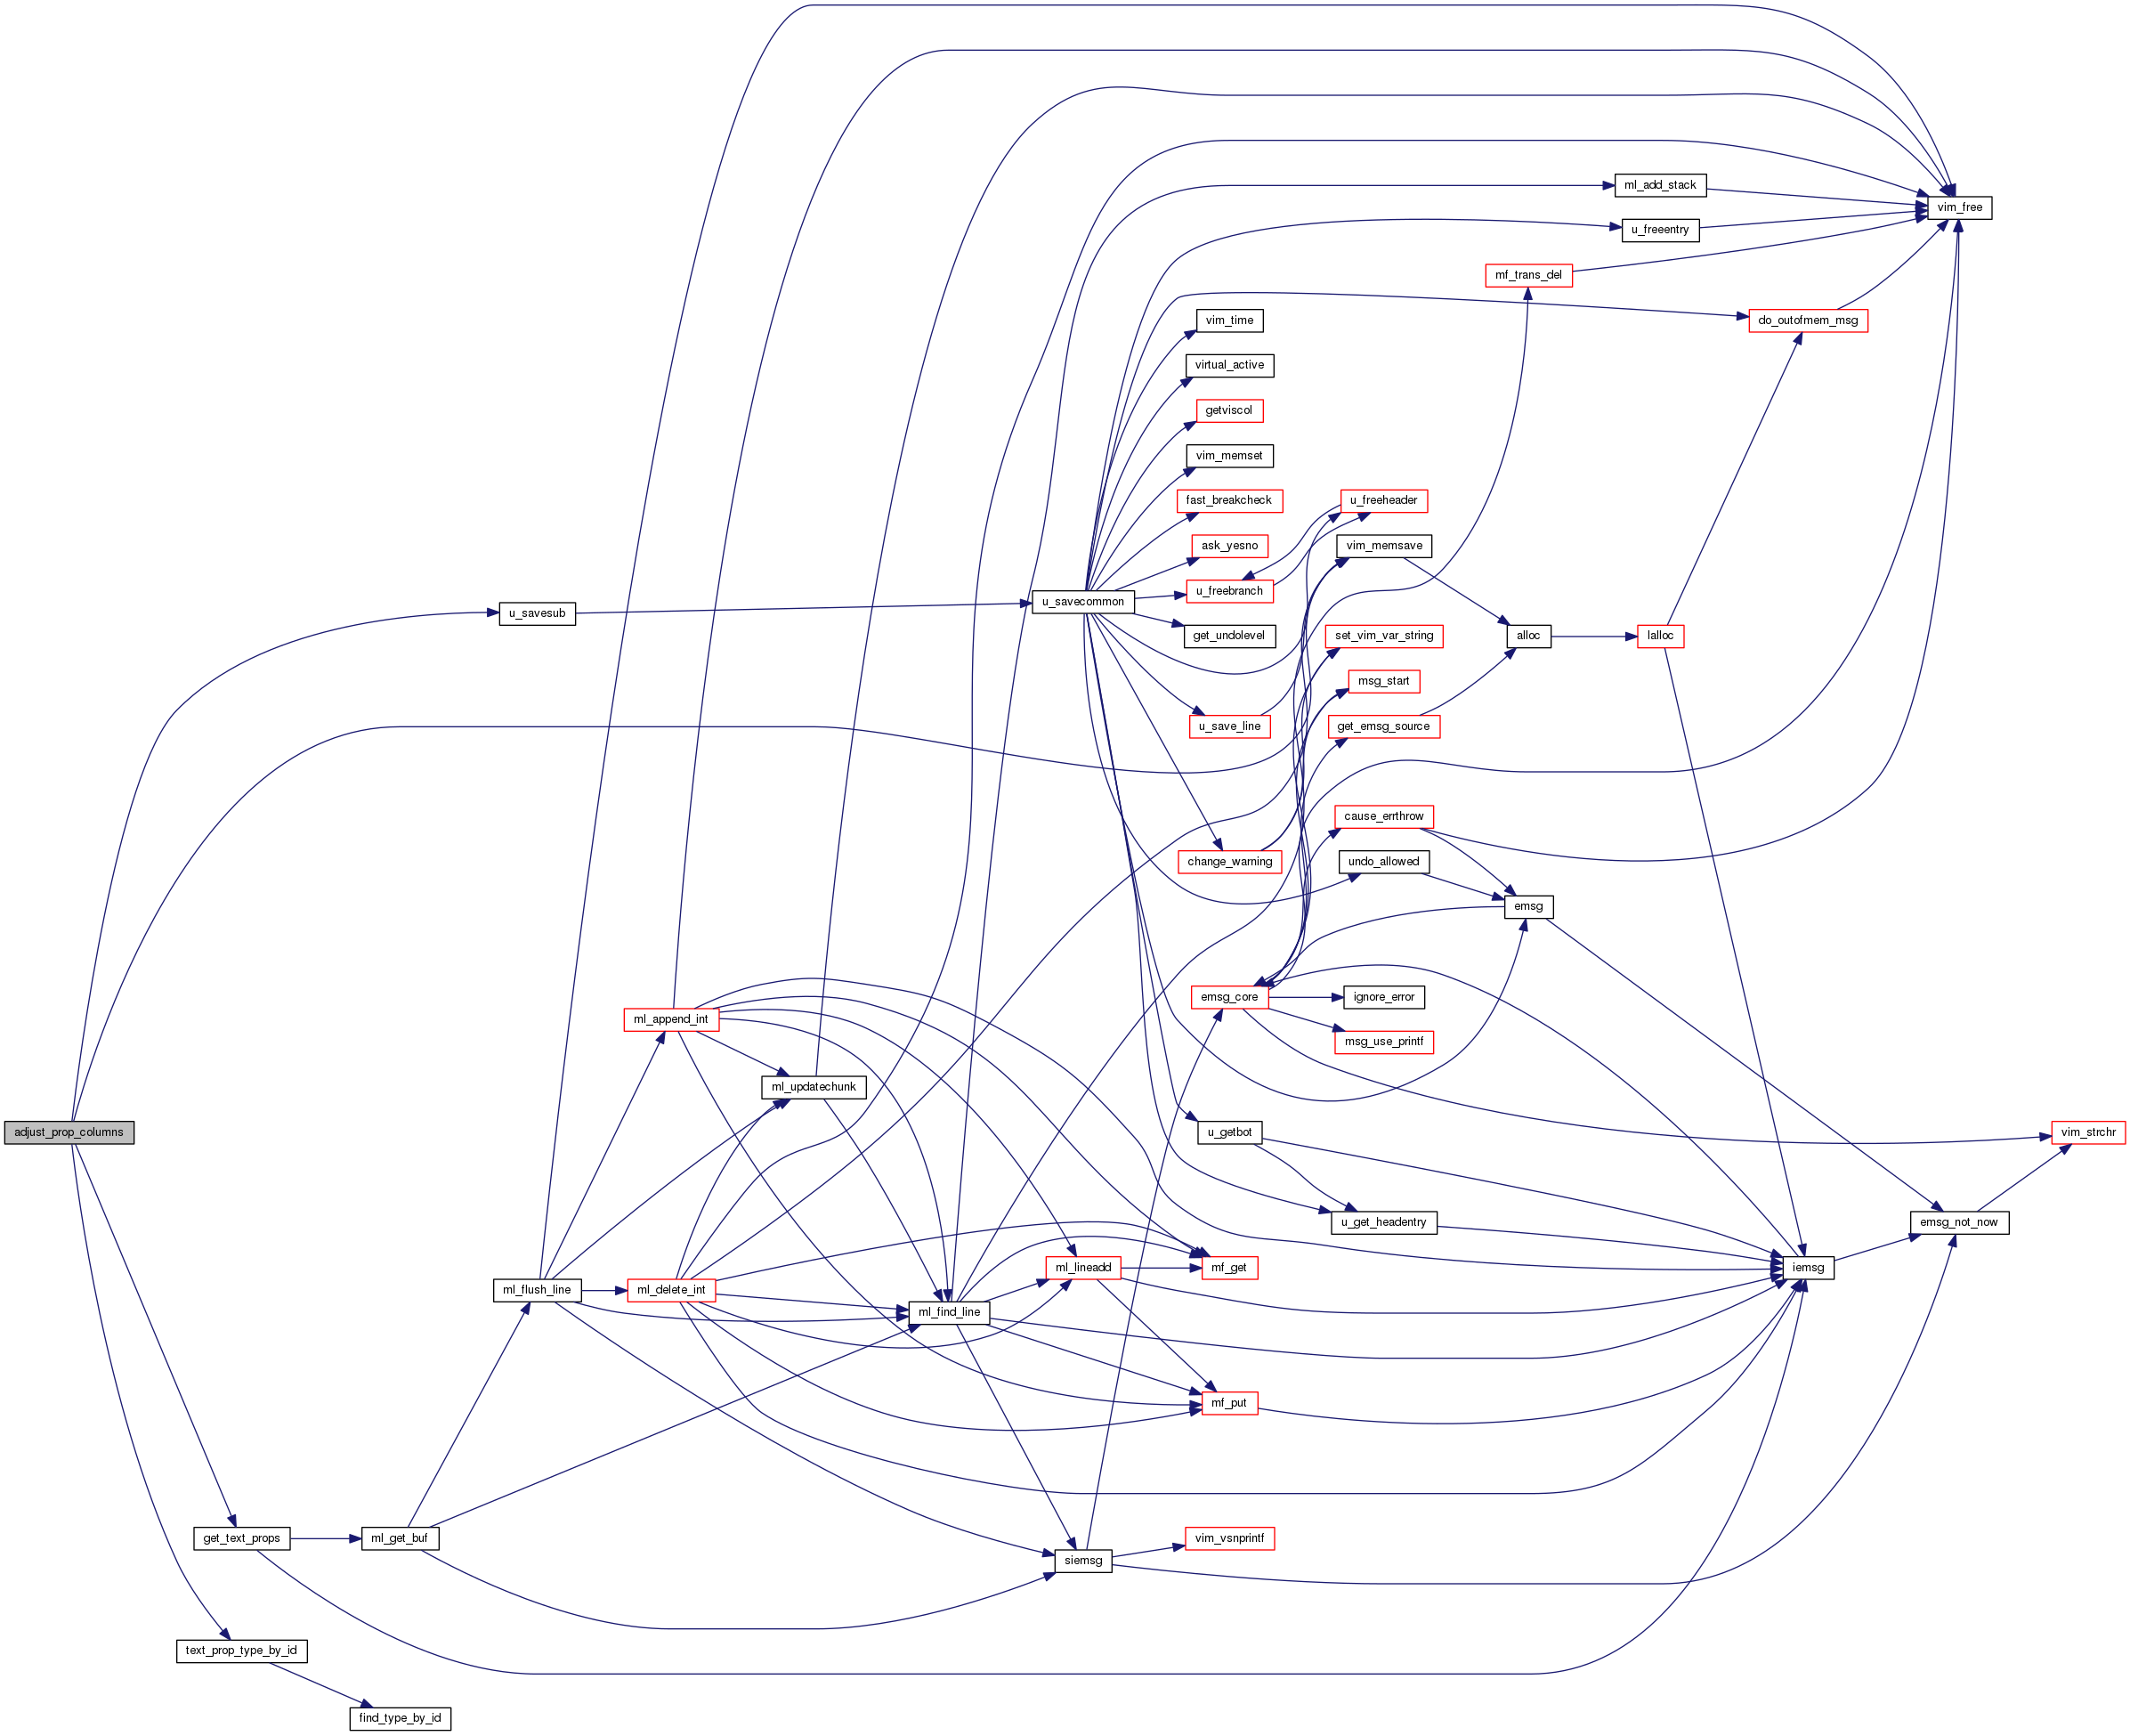 ml_add_stack
vim_free
u_freeentry
mf_trans_del
vim_time
do_outofmem_msg
virtual_active
getviscol
vim_memset
fast_breakcheck
u_freeheader
ask_yesno
vim_memsave
u_freebranch
u_savecommon
u_savesub
get_undolevel
set_vim_var_string
alloc
lalloc
msg_start
u_save_line
get_emsg_source
cause_errthrow
change_warning
undo_allowed
emsg
emsg_core
ignore_error
ml_append_int
msg_use_printf
ml_updatechunk
adjust_prop_columns
u_getbot
vim_strchr
u_get_headentry
emsg_not_now
ml_lineadd
mf_get
iemsg
ml_flush_line
ml_delete_int
ml_find_line
mf_put
get_text_props
ml_get_buf
vim_vsnprintf
siemsg
text_prop_type_by_id
find_type_by_id